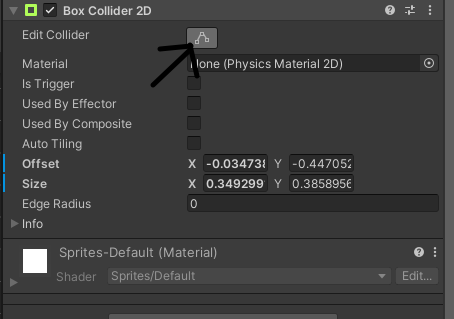 Box Collider 2D
Edit Collider
Material None (Physics Material 2D)
Is Trigger
Used By Effector
Used By Composite
Auto Tiling
Offset X -0.034738 Y -0.447052
Size X 0.349299 Y 0.3858956
Edge Radius 0
Info
Sprites-Default (Material)
Shader Sprites/Default Edit...